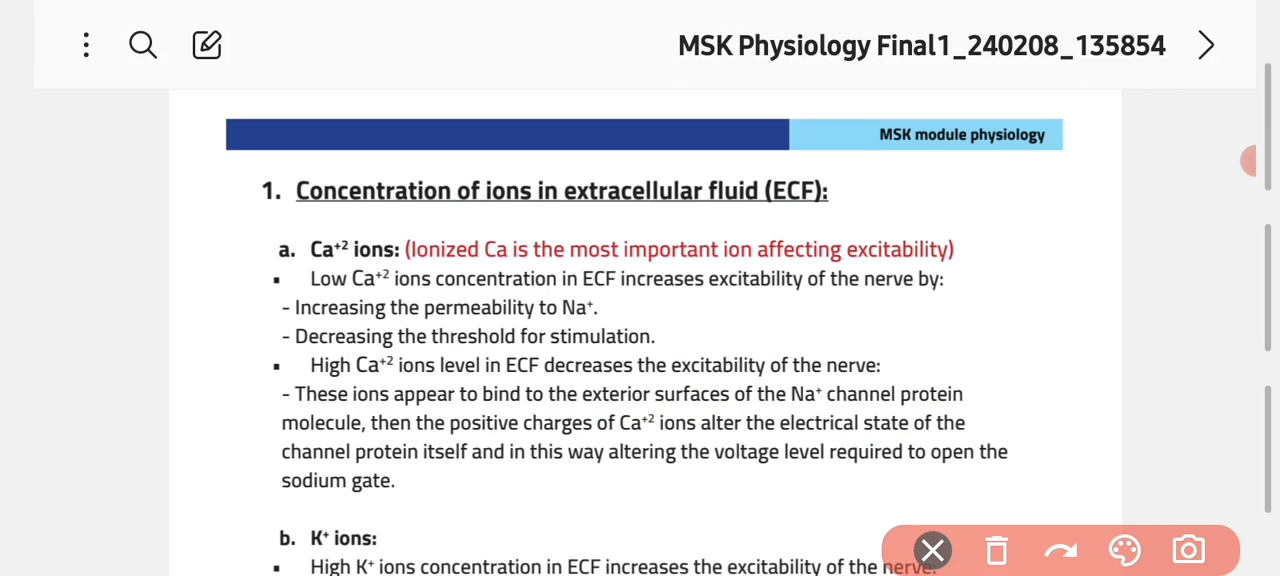 MSK Physiology Final1_240208_135854
MSK module physiology
1. Concentration of ions in extracellular fluid (ECF):
a. Ca⁺² ions: (Ionized Ca is the most important ion affecting excitability)
▪ Low Ca⁺² ions concentration in ECF increases excitability of the nerve by:
- Increasing the permeability to Na⁺.
- Decreasing the threshold for stimulation.
▪ High Ca⁺² ions level in ECF decreases the excitability of the nerve:
- These ions appear to bind to the exterior surfaces of the Na⁺ channel protein
molecule, then the positive charges of Ca⁺² ions alter the electrical state of the
channel protein itself and in this way altering the voltage level required to open the
sodium gate.
b. K⁺ ions:
▪ High K⁺ ions concentration in ECF increases the excitability of the nerve: